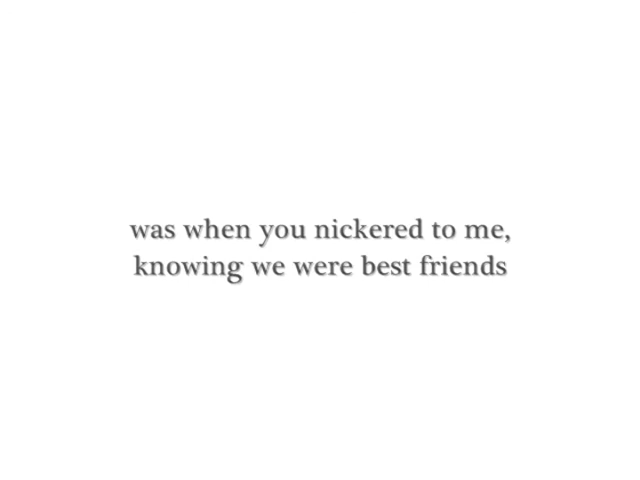 was when you nickered to me,
knowing we were best friends